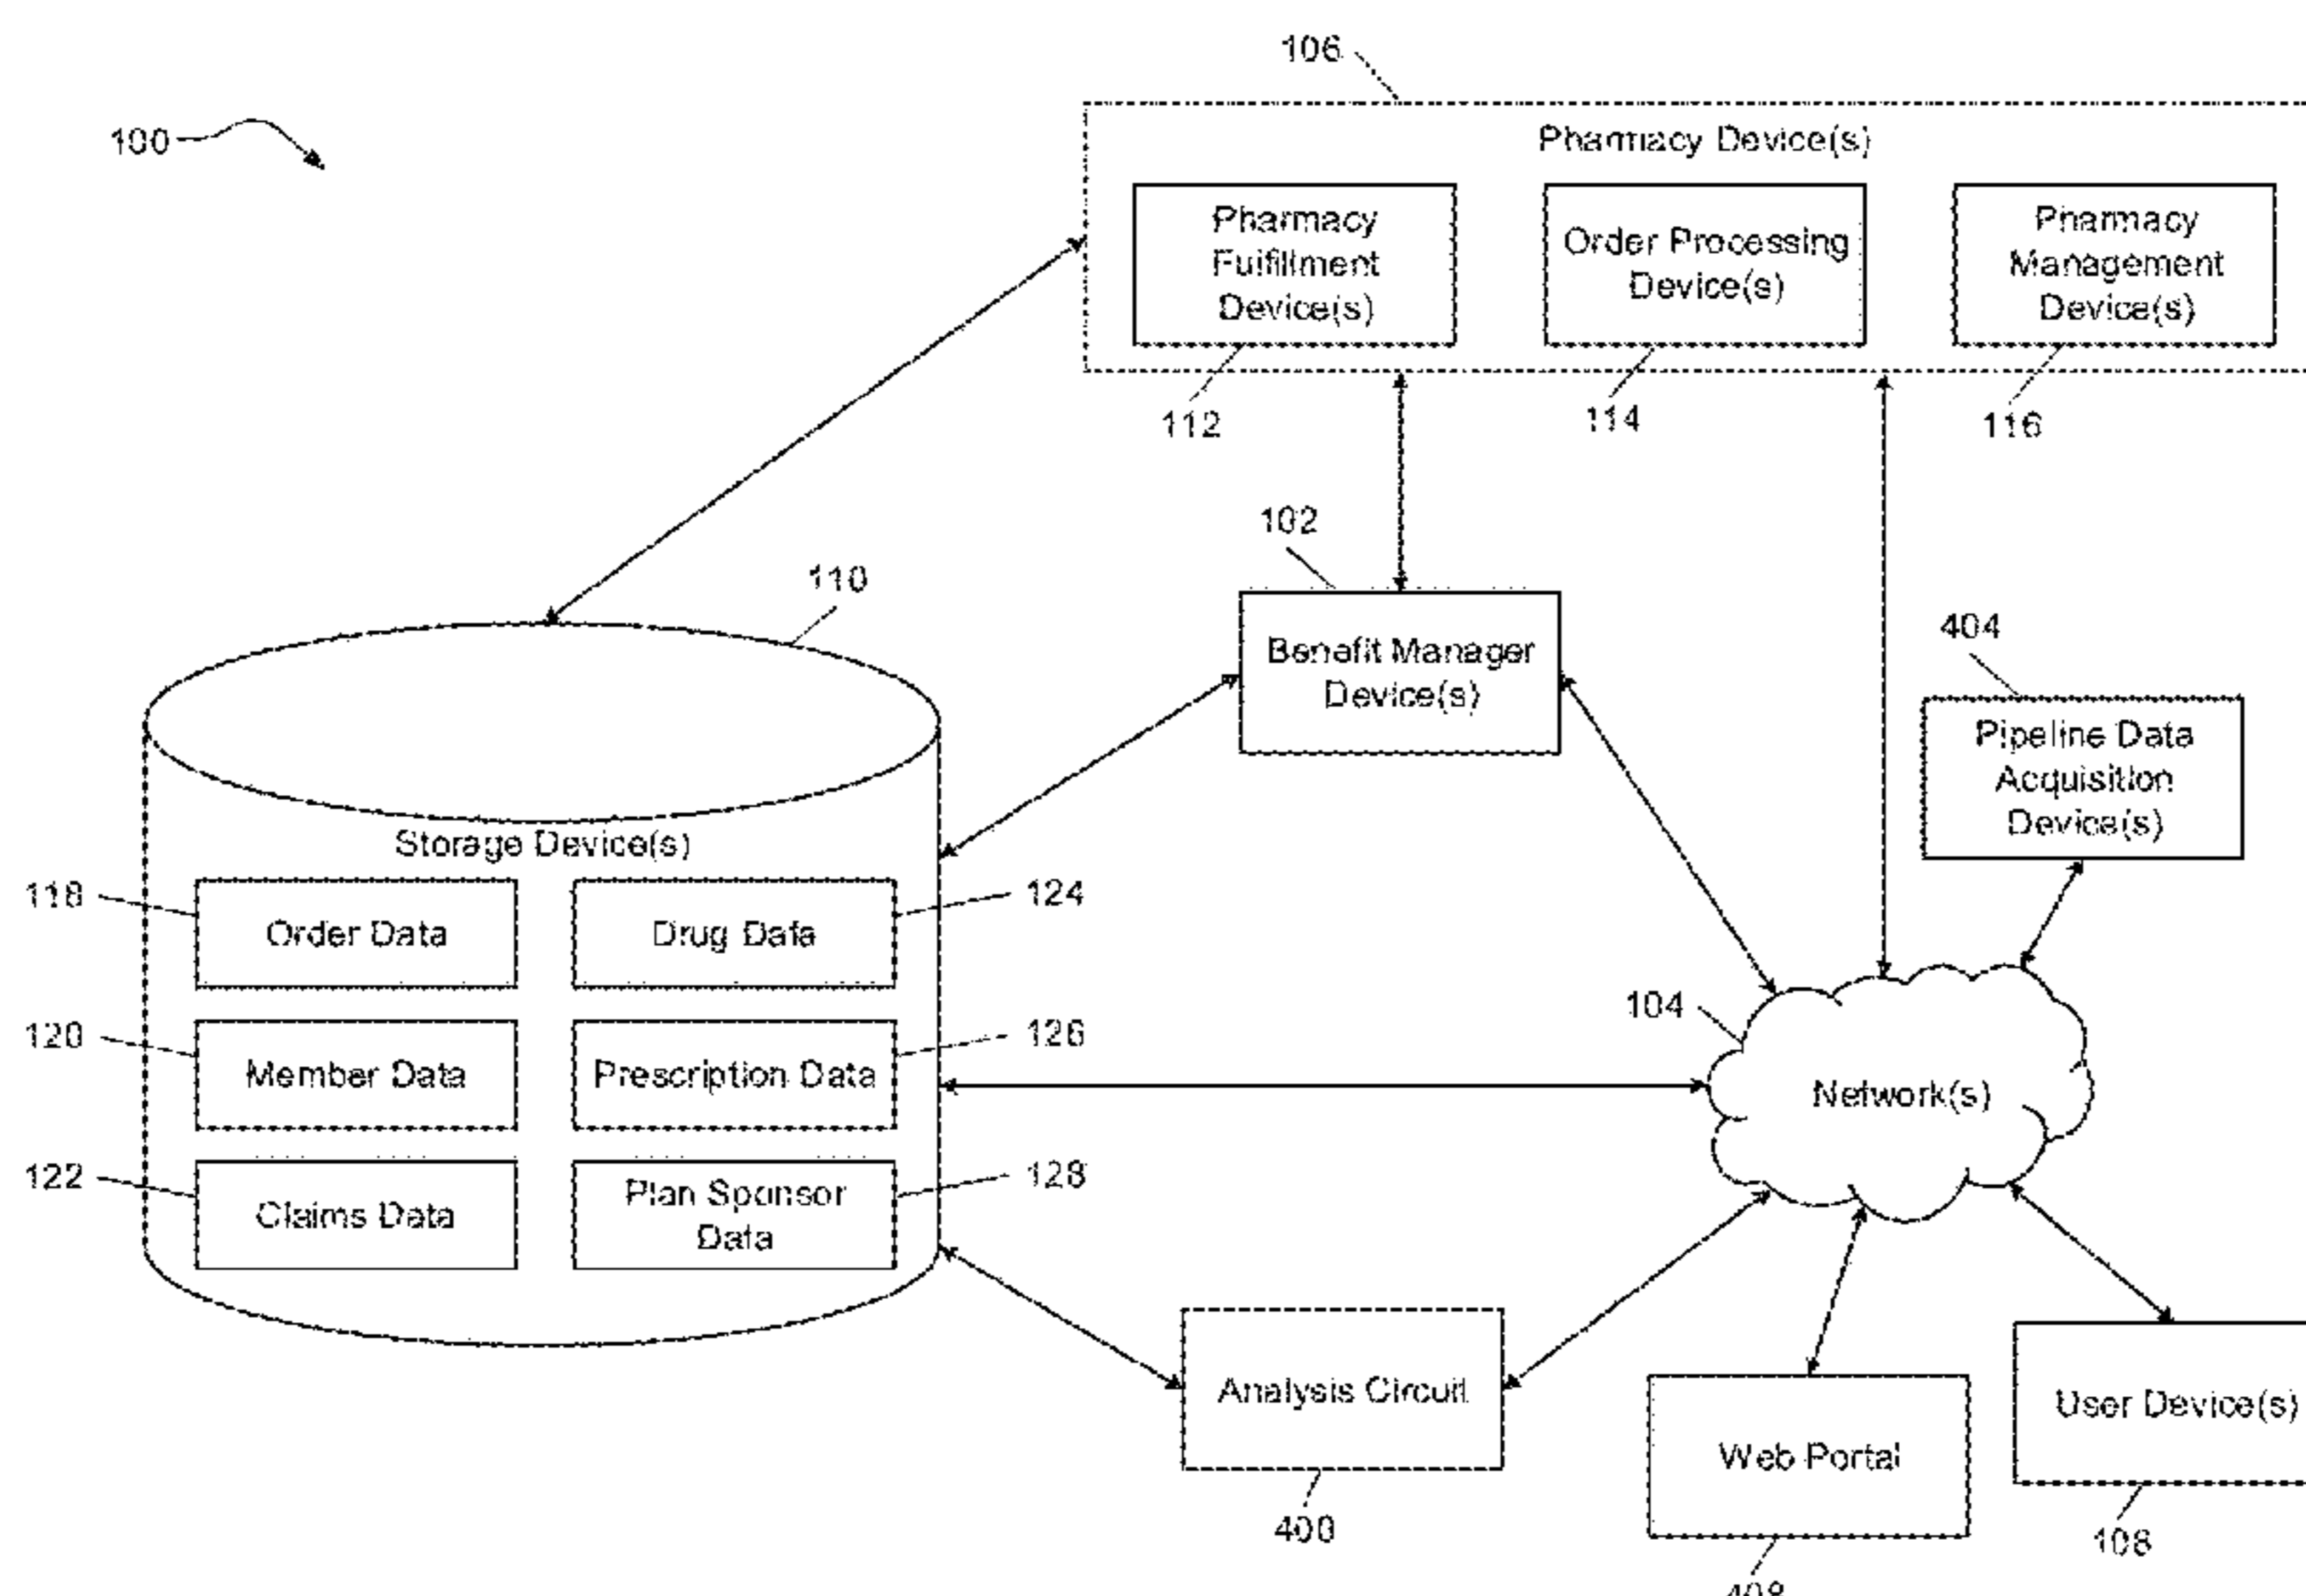 106
100
Pharmacy Device(s)
Pharmacy
Fulfillment
Device(s)
Order Processing
Device(s)
Pharmacy
Management
Device(s)
112
114
116
102
110
Benefit Manager
Device(s)
404
Pipeline Data
Acquisition
Device(s)
Storage Device(s)
118
Order Data
Drug Data
124
104
120
Member Data
Prescription Data
126
Network(s)
122
Claims Data
Plan Sponsor
Data
128
Analysis Circuit
Web Portal
User Device(s)
400
108
408